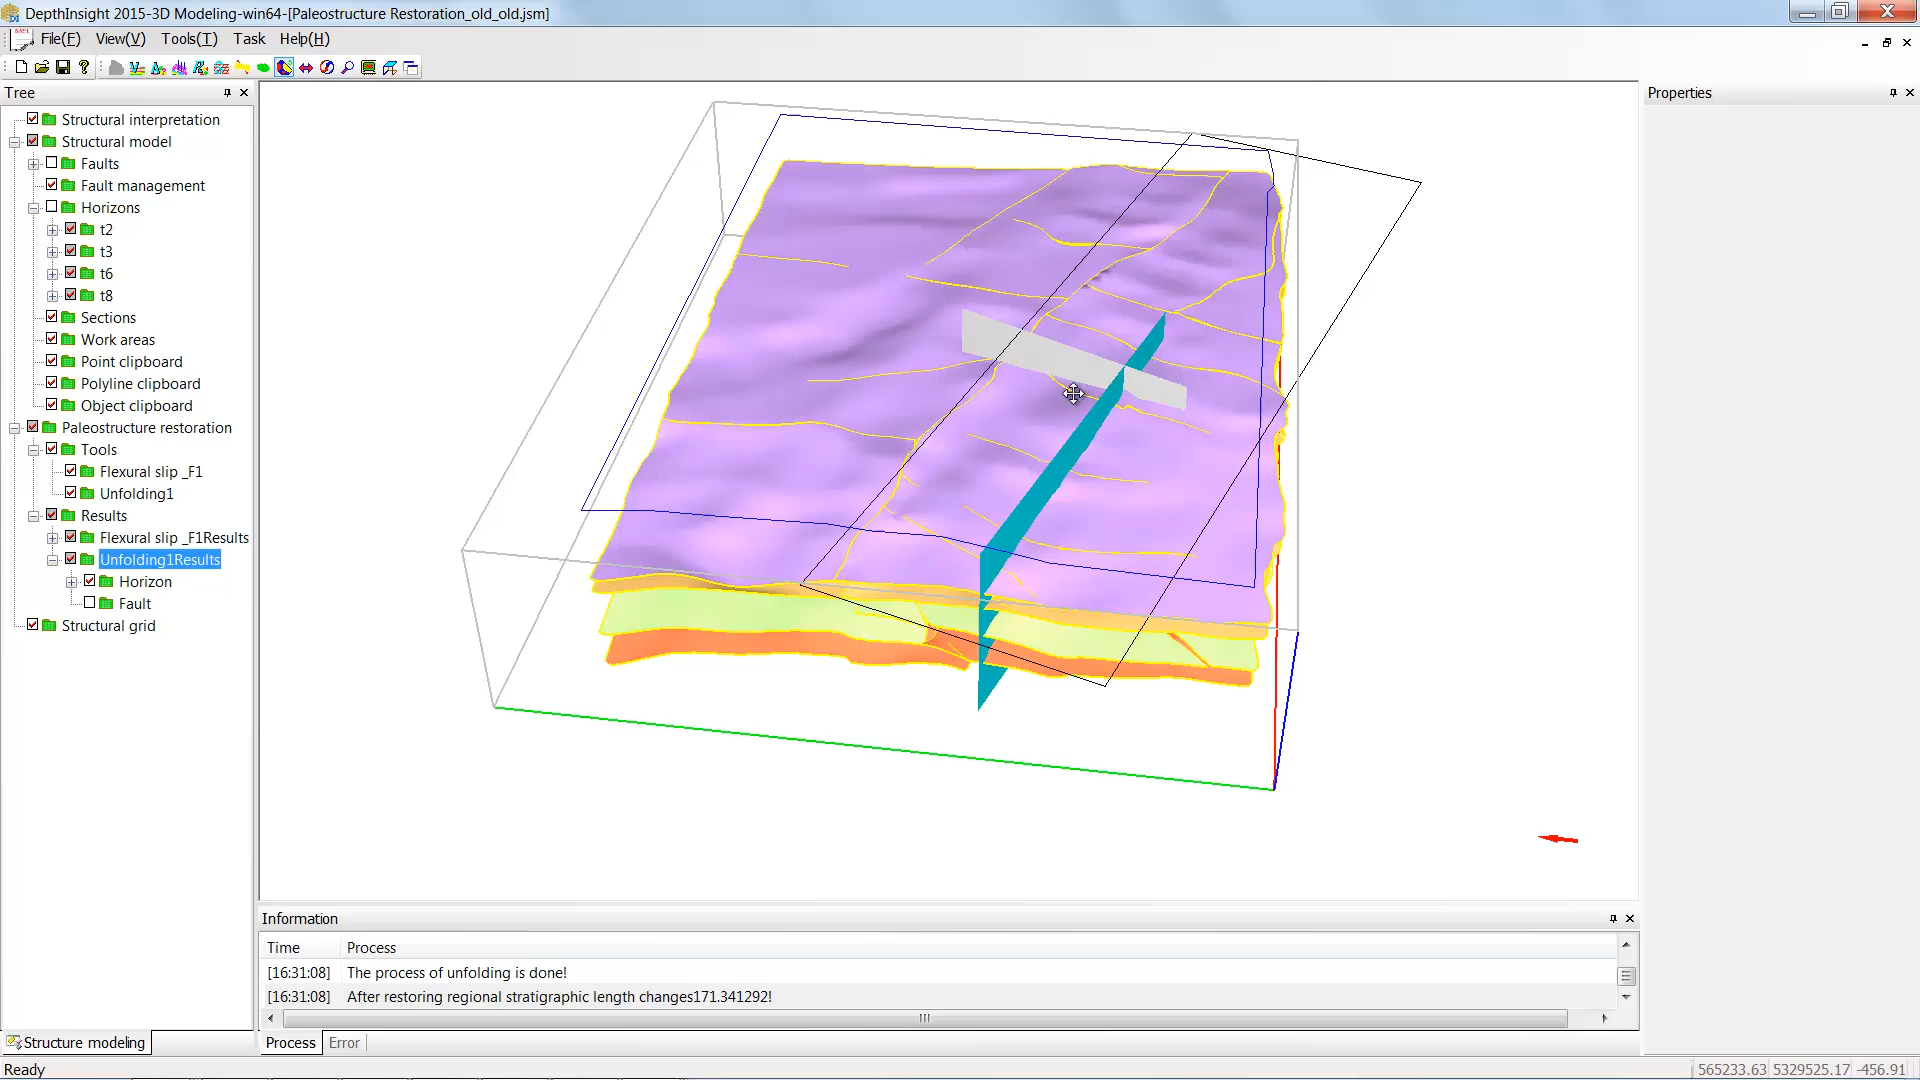 DepthInsight 2015-3D Modeling-win64-[Paleostructure Restoration_old_old.jsm]
File(F) View(V) Tools(T) Task Help(H)
Tree
Properties
Structural interpretation
Structural model
Faults
Fault management
Horizons
t2
t3
t6
t8
Sections
Work areas
Point clipboard
Polyline clipboard
Object clipboard
Paleostructure restoration
Tools
Flexural slip _F1
Unfolding1
Results
Flexural slip _F1Results
Unfolding1Results
Horizon
Fault
Structural grid
Information
Time Process
[16:31:08] The process of unfolding is done!
[16:31:08] After restoring regional stratigraphic length changes171.341292!
Structure modeling
Process Error
Ready
565233.63 5329525.17 -456.91